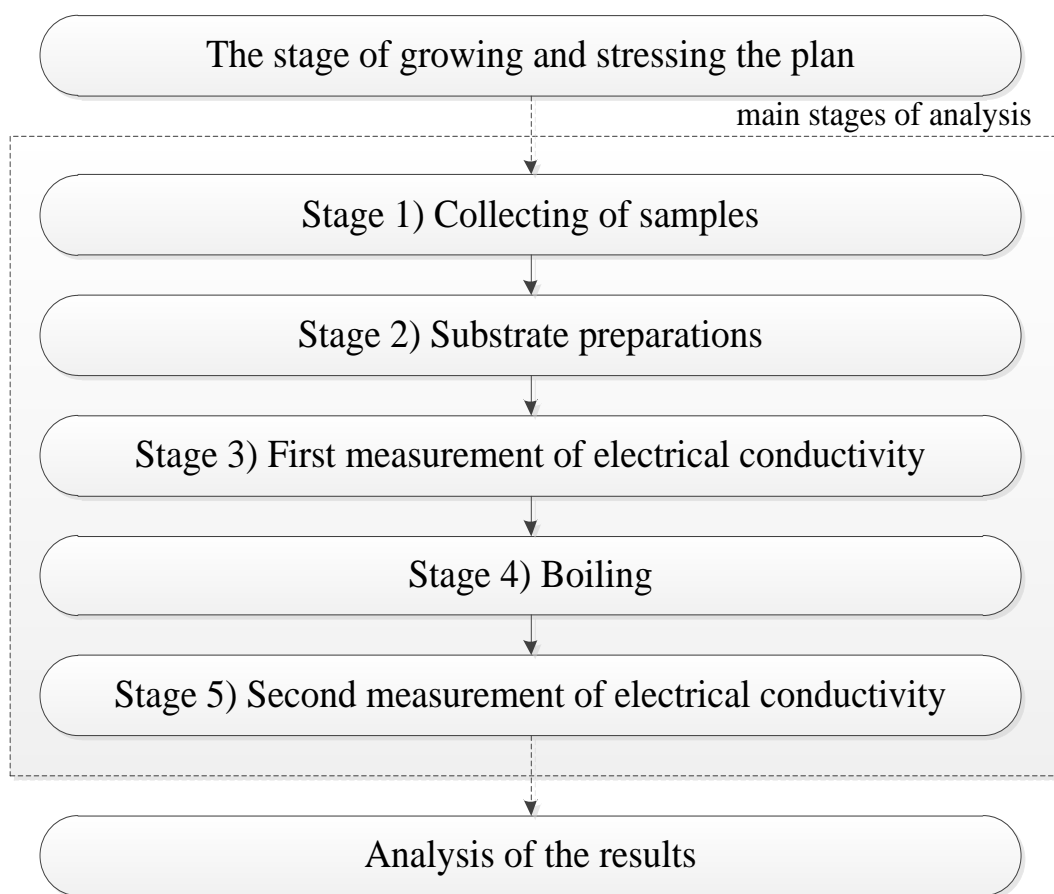 The stage of growing and stressing the plan
main stages of analysis
Stage 1) Collecting of samples
Stage 2) Substrate preparations
Stage 3) First measurement of electrical conductivity
Stage 4) Boiling
Stage 5) Second measurement of electrical conductivity
Analysis of the results